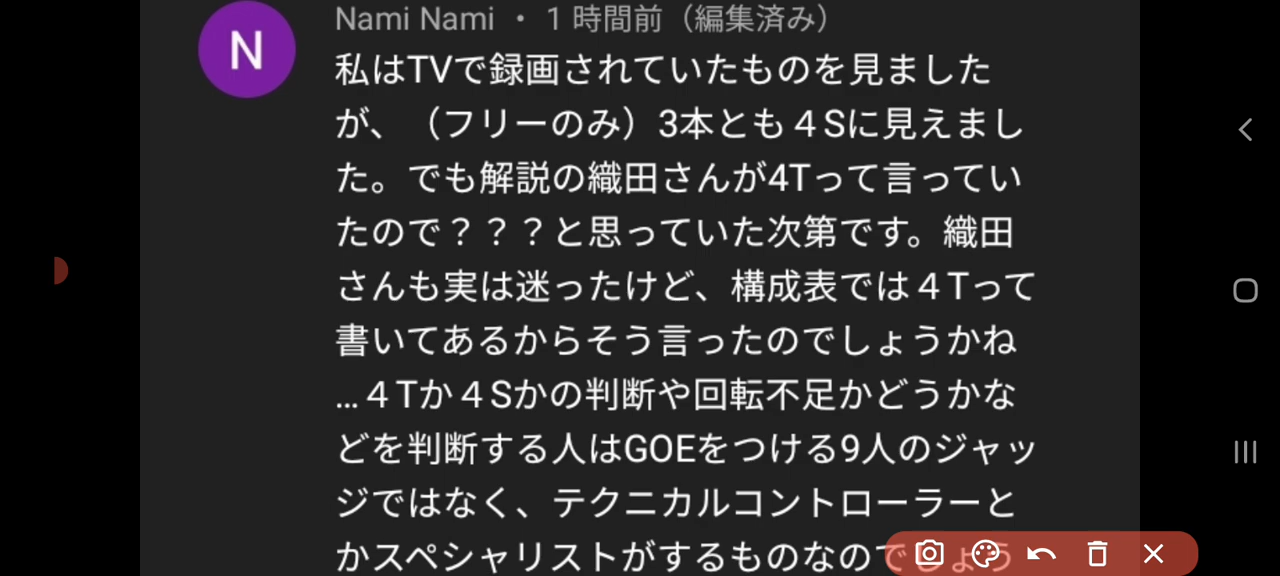 N
Nami Nami ・ 1 時間前（編集済み）
私はTVで録画されていたものを見ました
が、（フリーのみ）3本とも４Sに見えまし
た。でも解説の織田さんが4Tって言ってい
たので？？？と思っていた次第です。織田
さんも実は迷ったけど、構成表では４Tって
書いてあるからそう言ったのでしょうかね
…４Tか４Sかの判断や回転不足かどうかな
どを判断する人はGOEをつける9人のジャッ
ジではなく、テクニカルコントローラーと
かスペシャリストがするものなのでしょう